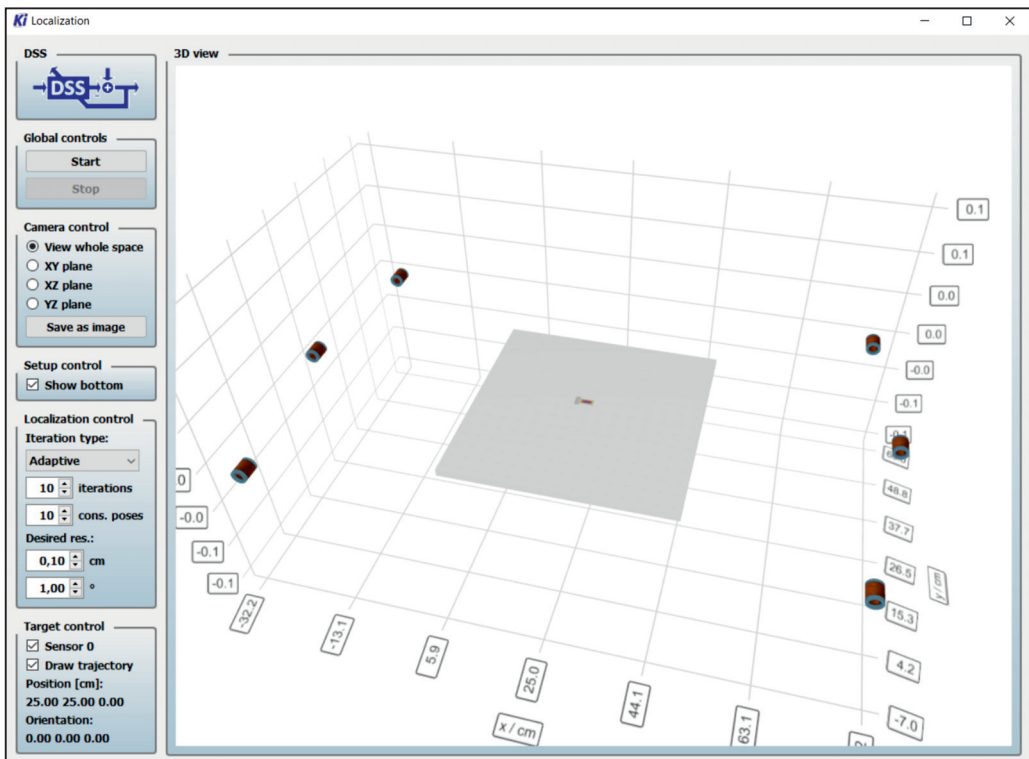 Ki Localization
DSS
DSS
Global controls
Start
Stop
Camera control
View whole space
XY plane
XZ plane
YZ plane
Save as image
Setup control
Show bottom
Localization control
Iteration type:
Adaptive
10 iterations
10 cons. poses
Desired res.:
0,10 cm
1,00 °
Target control
Sensor 0
Draw trajectory
Position [cm]:
25.00 25.00 0.00
Orientation:
0.00 0.00 0.00
3D view
0.1
0.1
0.0
0.0
-0.0
-0.1
-0.1
48.8
37.7
26.5
y / cm
15.3
4.2
-7.0
-0.0
-0.1
-0.1
-32.2
-13.1
5.9
25.0
44.1
63.1
x / cm